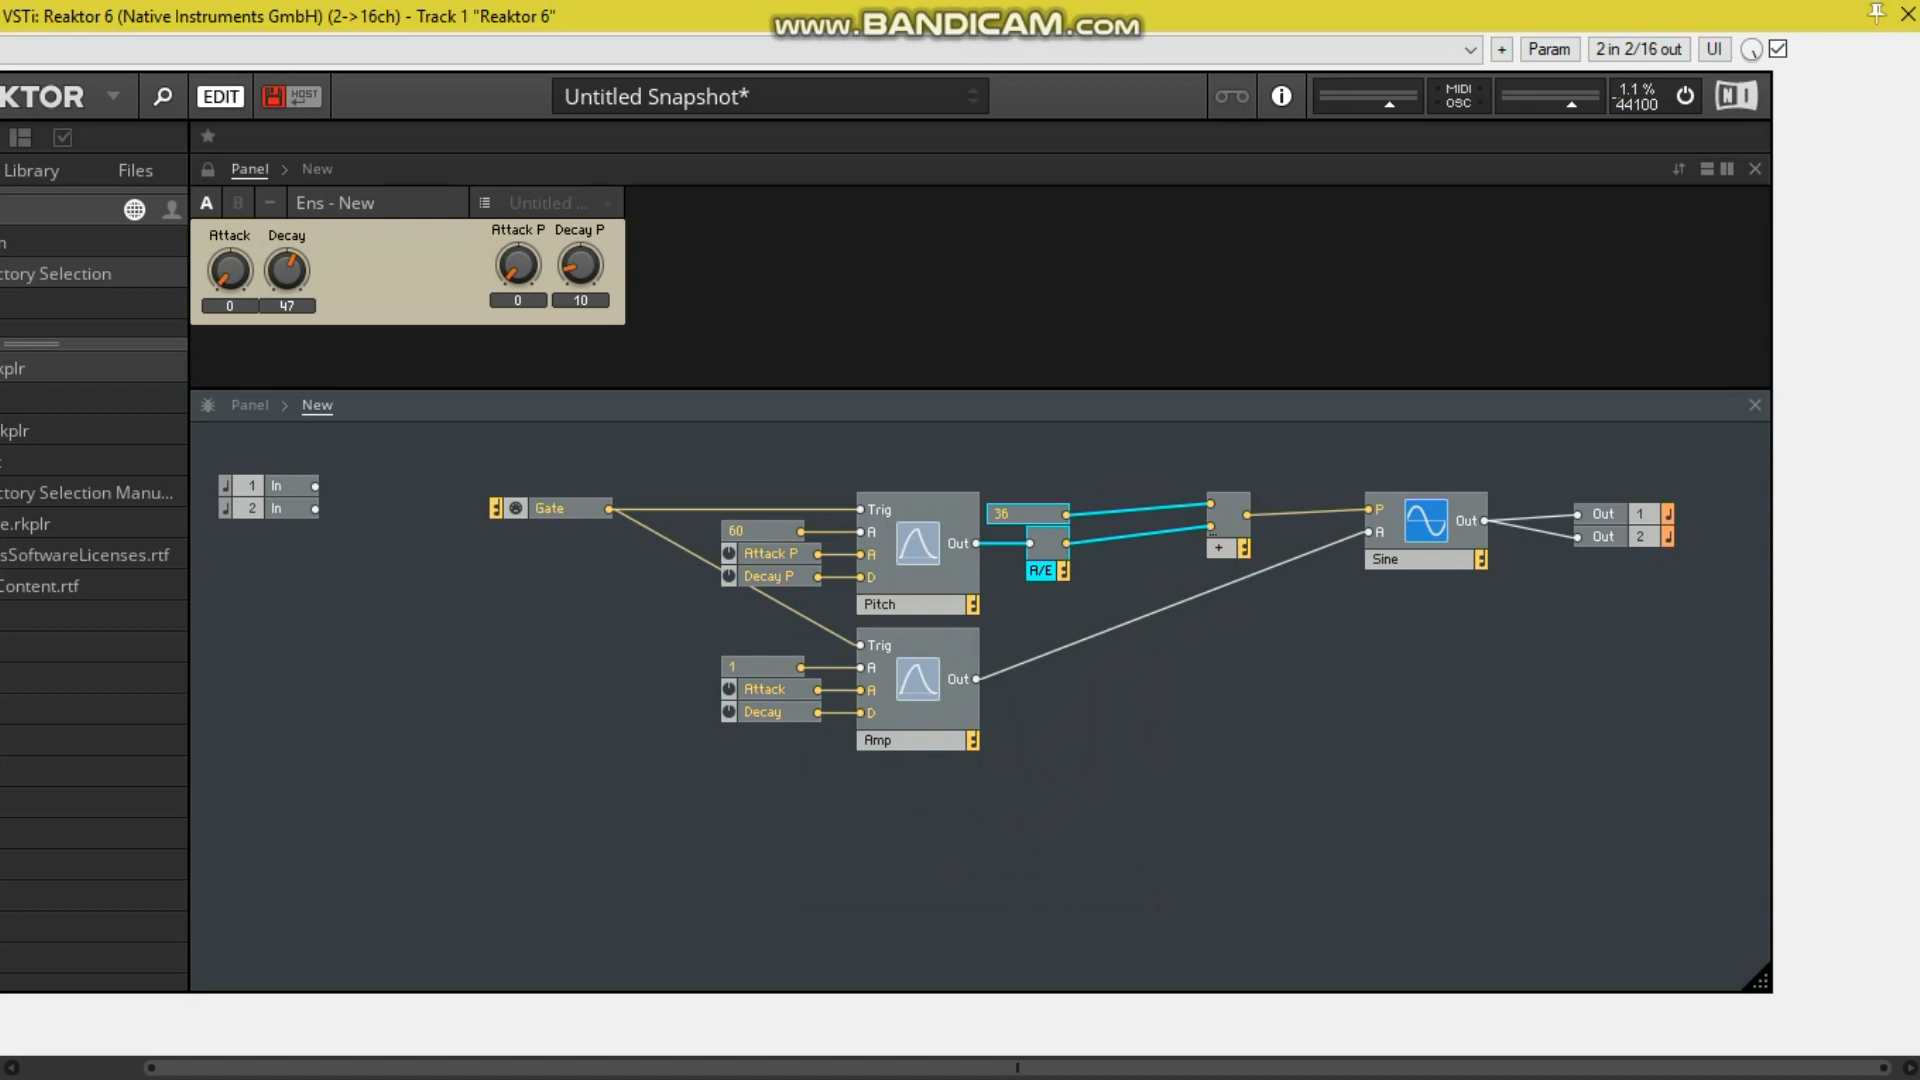 VSTi: Reaktor 6 (Native Instruments GmbH) (2->16ch) - Track 1 "Reaktor 6"
www.BANDICAM.com
+ Param 2 in 2/16 out UI
KTOR EDIT HOST Untitled Snapshot* i MIDI OSC 1.1 % -44100 NI
Library Files
Panel > New
A B - Ens - New Untitled ...
Attack Decay Attack P Decay P
0 47 0 10
n
ctory Selection
kplr
Panel > New
kplr
ctory Selection Manu...
e.rkplr
sSoftwareLicenses.rtf
Content.rtf
1 In
2 In
Gate
60
Attack P
Decay P
Trig
A
A
D
Out
Pitch
36
A/E
+
P
A
Out
Sine
Out 1
Out 2
1
Attack
Decay
Trig
A
A
D
Out
Amp